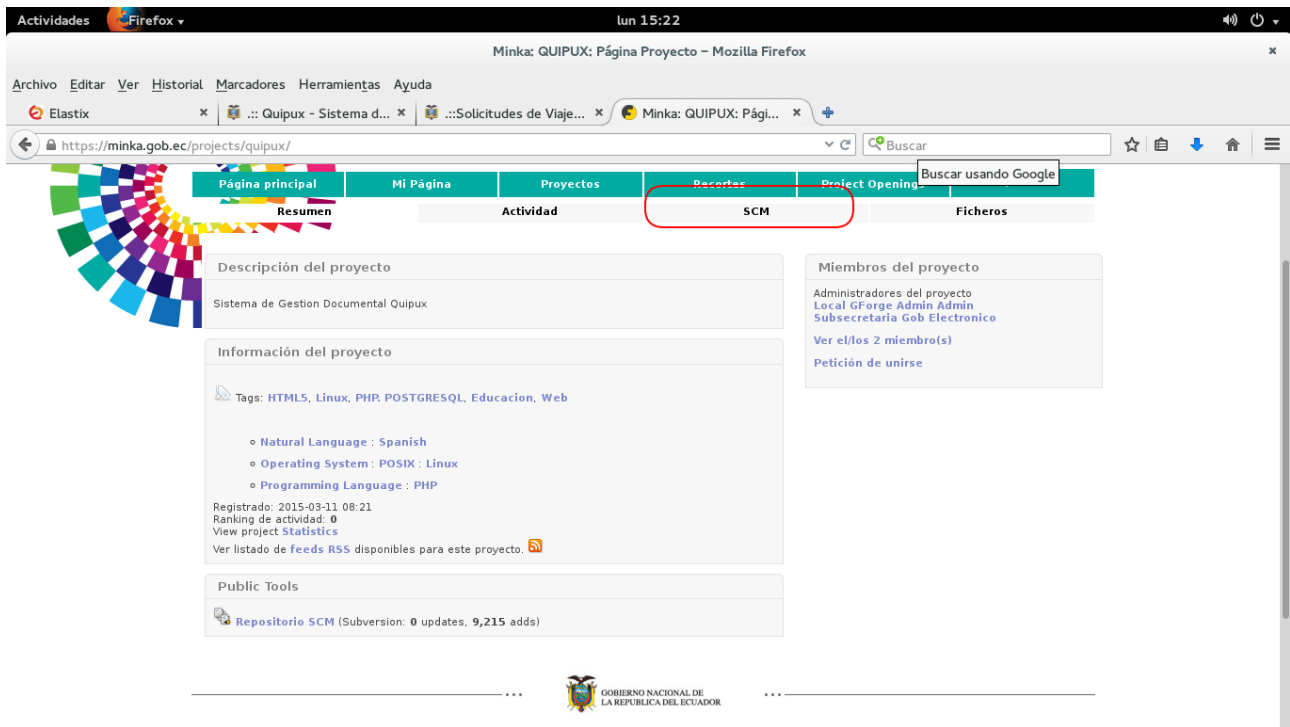 Actividades Firefox lun 15:22
Minka: QUIPUX: Página Proyecto – Mozilla Firefox
Archivo Editar Ver Historial Marcadores Herramientas Ayuda
Elastix .:: Quipux - Sistema d... .::Solicitudes de Viaje... Minka: QUIPUX: Pági...
https://minka.gob.ec/projects/quipux/ Buscar
Buscar usando Google
Página principal Mi Página Proyectos Recortes Project Openings
Resumen Actividad SCM Ficheros
Descripción del proyecto
Sistema de Gestion Documental Quipux
Información del proyecto
Tags: HTML5, Linux, PHP. POSTGRESQL, Educacion, Web
Natural Language : Spanish
Operating System : POSIX : Linux
Programming Language : PHP
Registrado: 2015-03-11 08:21
Ranking de actividad: 0
View project Statistics
Ver listado de feeds RSS disponibles para este proyecto.
Public Tools
Repositorio SCM (Subversion: 0 updates, 9,215 adds)
Miembros del proyecto
Administradores del proyecto
Local GForge Admin Admin
Subsecretaria Gob Electronico
Ver el/los 2 miembro(s)
Petición de unirse
GOBIERNO NACIONAL DE
LA REPUBLICA DEL ECUADOR